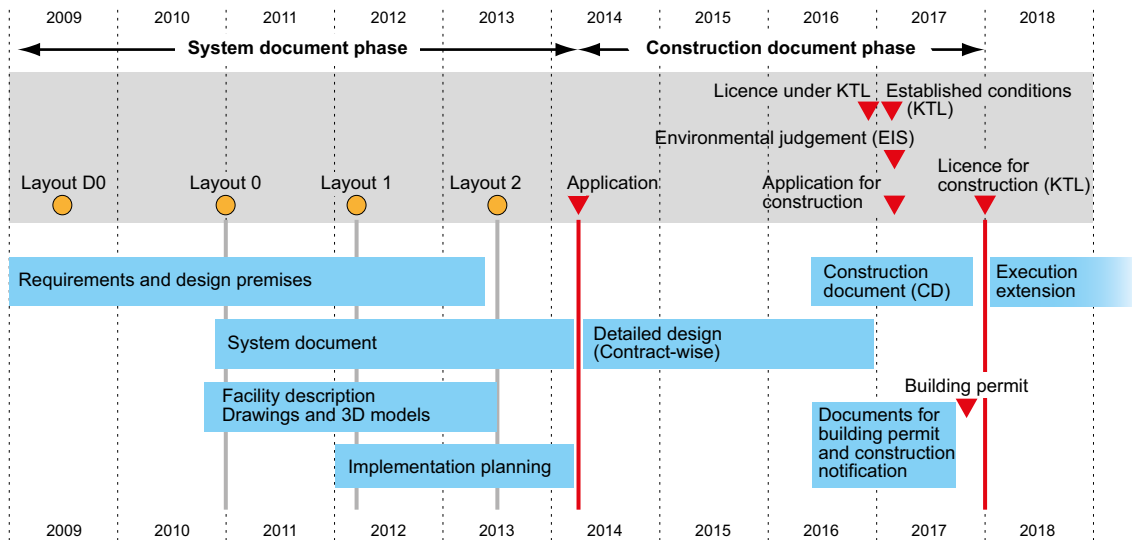 2009 2010 2011 2012 2013 2014 2015 2016 2017 2018
System document phase
Construction document phase
Licence under KTL
Established conditions
(KTL)
Environmental judgement (EIS)
Layout D0
Layout 0
Layout 1
Layout 2
Application
Application for
construction
Licence for
construction (KTL)
Requirements and design premises
Construction
document (CD)
Execution
extension
System document
Detailed design
(Contract-wise)
Facility description
Drawings and 3D models
Building permit
Documents for
building permit
and construction
notification
Implementation planning
2009 2010 2011 2012 2013 2014 2015 2016 2017 2018